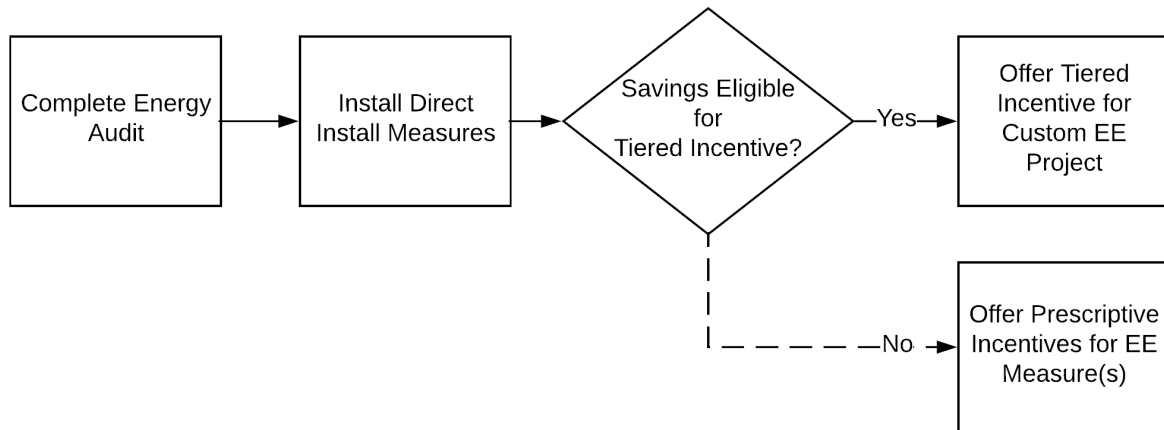 Complete Energy
Audit
Install Direct
Install Measures
Savings Eligible
for
Tiered Incentive?
Yes
Offer Tiered
Incentive for
Custom EE
Project
No
Offer Prescriptive
Incentives for EE
Measure(s)